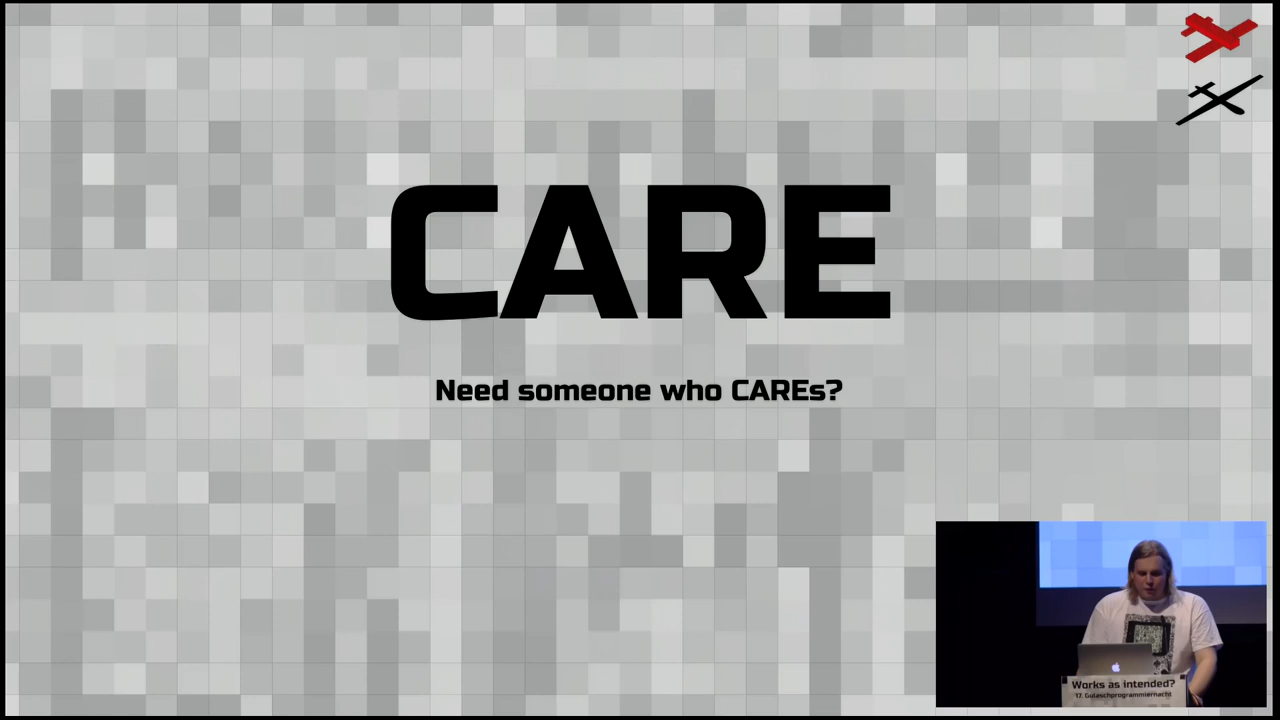 CARE
Need someone who CAREs?
Works as intended?
17. Gulaschprogrammiernacht